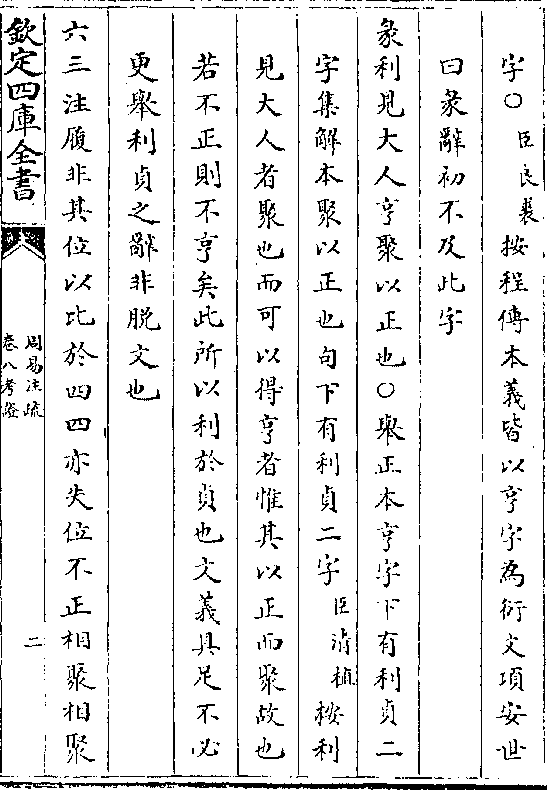 字○臣良裘按程傳本義皆以亨字為衍文項安世
曰彖辭初不及此字
彖利見大人亨聚以正也○舉正本亨字下有利貞二
字集解本聚以正也句下有利貞二字臣清植按利
見大人者聚也而可以得亨者惟其以正而聚故也
若不正則不亨矣此所以利於貞也文義具足不必
更舉利貞之辭非脱文也
六三注履非其位以比於四四亦失位不正相聚相聚
欽定四庫全書
周易注疏
卷八考證
二